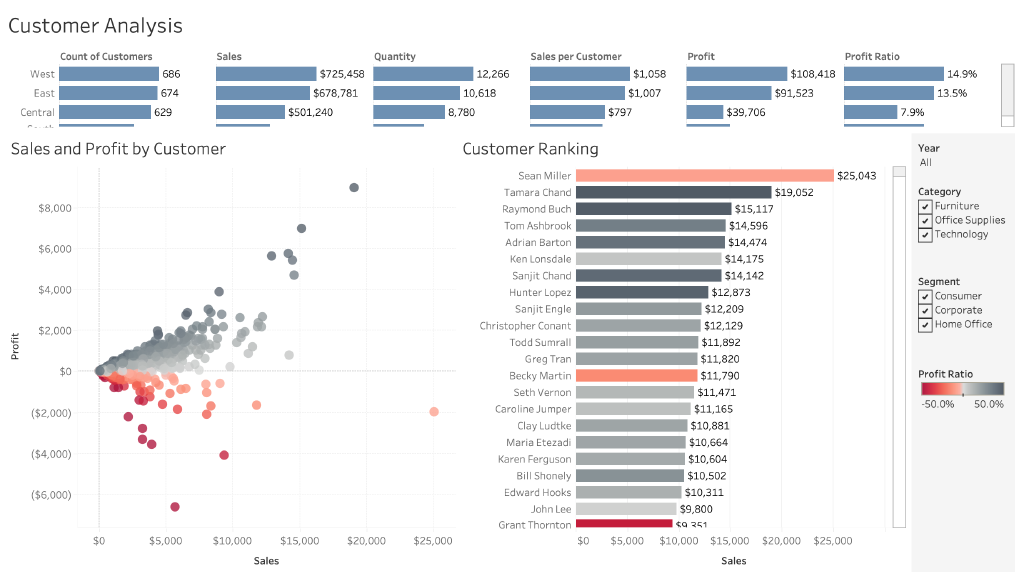 Customer Analysis
Count of Customers Sales Quantity Sales per Customer Profit Profit Ratio
West 686 $725,458 12,266 $1,058 $108,418 14.9%
East 674 $678,781 10,618 $1,007 $91,523 13.5%
Central 629 $501,240 8,780 $797 $39,706 7.9%
Sales and Profit by Customer
Profit
$8,000
$6,000
$4,000
$2,000
$0
($2,000)
($4,000)
($6,000)
$0 $5,000 $10,000 $15,000 $20,000 $25,000
Sales
Customer Ranking
Sean Miller $25,043
Tamara Chand $19,052
Raymond Buch $15,117
Tom Ashbrook $14,596
Adrian Barton $14,474
Ken Lonsdale $14,175
Sanjit Chand $14,142
Hunter Lopez $12,873
Sanjit Engle $12,209
Christopher Conant $12,129
Todd Sumrall $11,892
Greg Tran $11,820
Becky Martin $11,790
Seth Vernon $11,471
Caroline Jumper $11,165
Clay Ludtke $10,881
Maria Etezadi $10,664
Karen Ferguson $10,604
Bill Shonely $10,502
Edward Hooks $10,311
John Lee $9,800
Grant Thornton $9,351
$0 $5,000 $10,000 $15,000 $20,000 $25,000
Sales
Year
All
Category
Furniture
Office Supplies
Technology
Segment
Consumer
Corporate
Home Office
Profit Ratio
-50.0% 50.0%